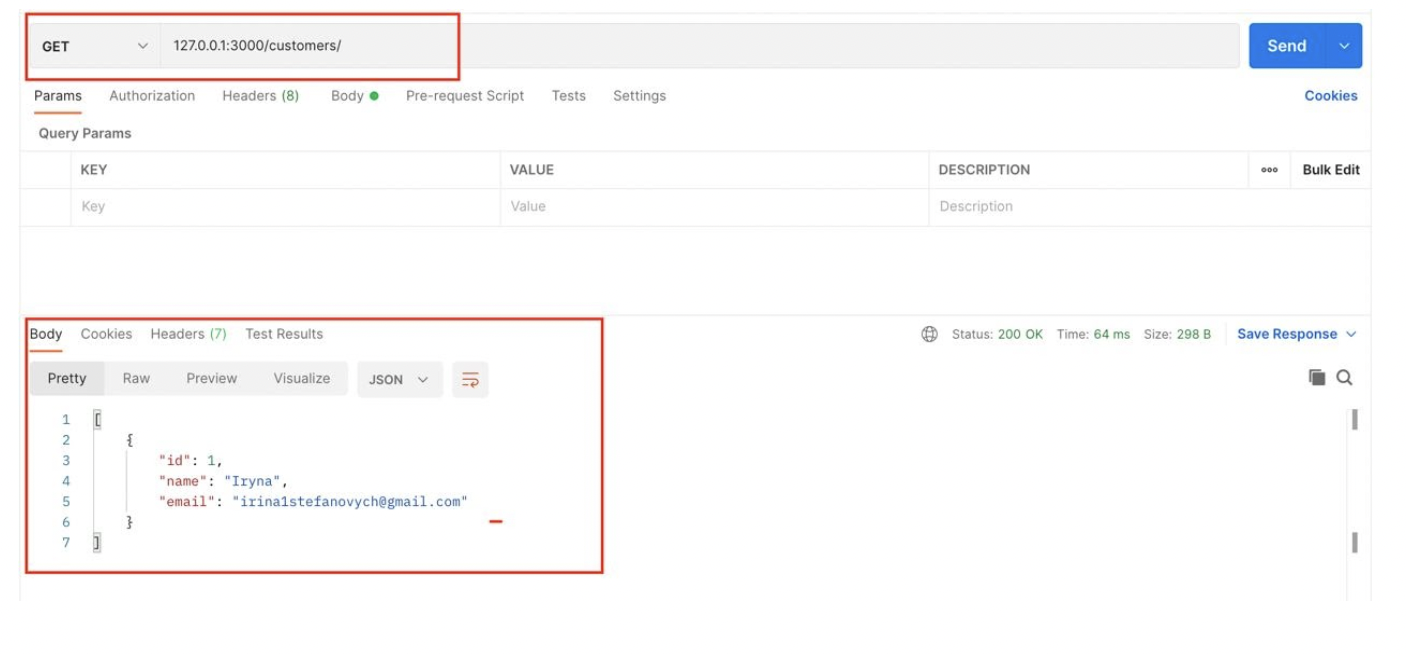 GET 127.0.0.1:3000/customers/ Send
Params Authorization Headers (8) Body Pre-request Script Tests Settings Cookies
Query Params
KEY VALUE DESCRIPTION ooo Bulk Edit
Key Value Description
Body Cookies Headers (7) Test Results Status: 200 OK Time: 64 ms Size: 298 B Save Response
Pretty Raw Preview Visualize JSON
1 [
2 {
3 "id": 1,
4 "name": "Iryna",
5 "email": "irina1stefanovych@gmail.com"
6 }
7 ]